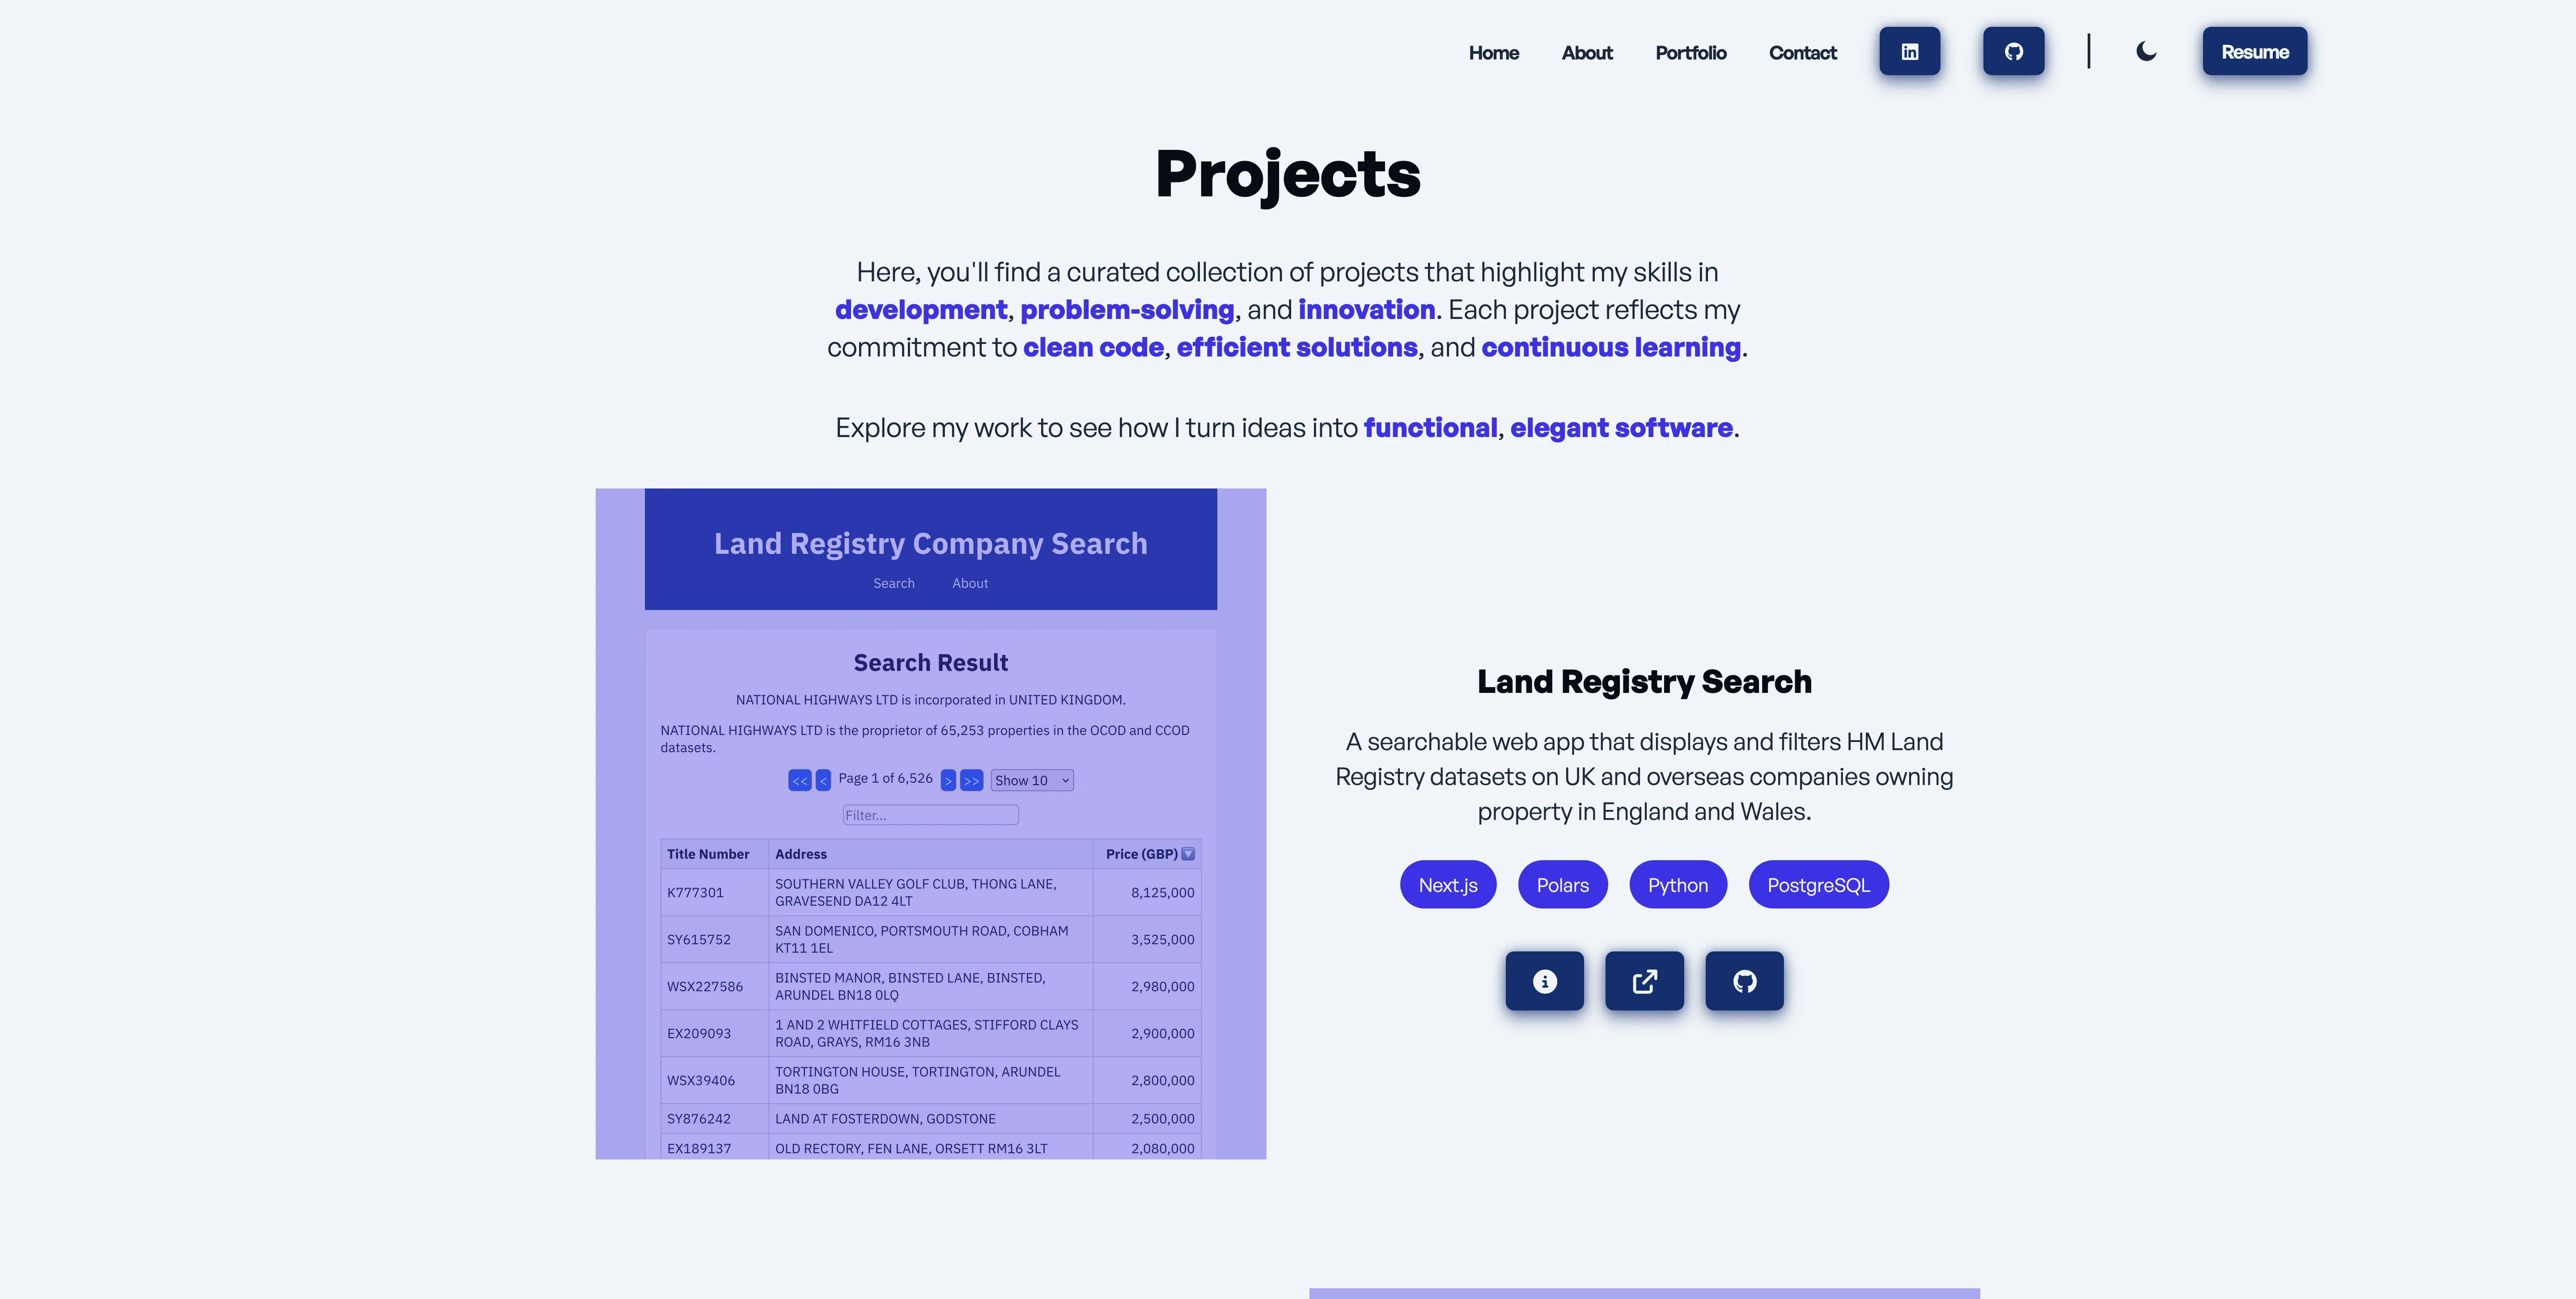 Home About Portfolio Contact Resume
Projects
Here, you'll find a curated collection of projects that highlight my skills in
development, problem-solving, and innovation. Each project reflects my
commitment to clean code, efficient solutions, and continuous learning.
Explore my work to see how I turn ideas into functional, elegant software.
Land Registry Company Search
Search About
Search Result
NATIONAL HIGHWAYS LTD is incorporated in UNITED KINGDOM.
NATIONAL HIGHWAYS LTD is the proprietor of 65,253 properties in the OCOD and CCOD
datasets.
<< < Page 1 of 6,526 > >> Show 10
Filter...
Title Number Address Price (GBP)
K777301 SOUTHERN VALLEY GOLF CLUB, THONG LANE,
GRAVESEND DA12 4LT 8,125,000
SY615752 SAN DOMENICO, PORTSMOUTH ROAD, COBHAM
KT11 1EL 3,525,000
WSX227586 BINSTED MANOR, BINSTED LANE, BINSTED,
ARUNDEL BN18 0LQ 2,980,000
EX209093 1 AND 2 WHITFIELD COTTAGES, STIFFORD CLAYS
ROAD, GRAYS, RM16 3NB 2,900,000
WSX39406 TORTINGTON HOUSE, TORTINGTON, ARUNDEL
BN18 0BG 2,800,000
SY876242 LAND AT FOSTERDOWN, GODSTONE 2,500,000
EX189137 OLD RECTORY, FEN LANE, ORSETT RM16 3LT 2,080,000
Land Registry Search
A searchable web app that displays and filters HM Land
Registry datasets on UK and overseas companies owning
property in England and Wales.
Next.js Polars Python PostgreSQL